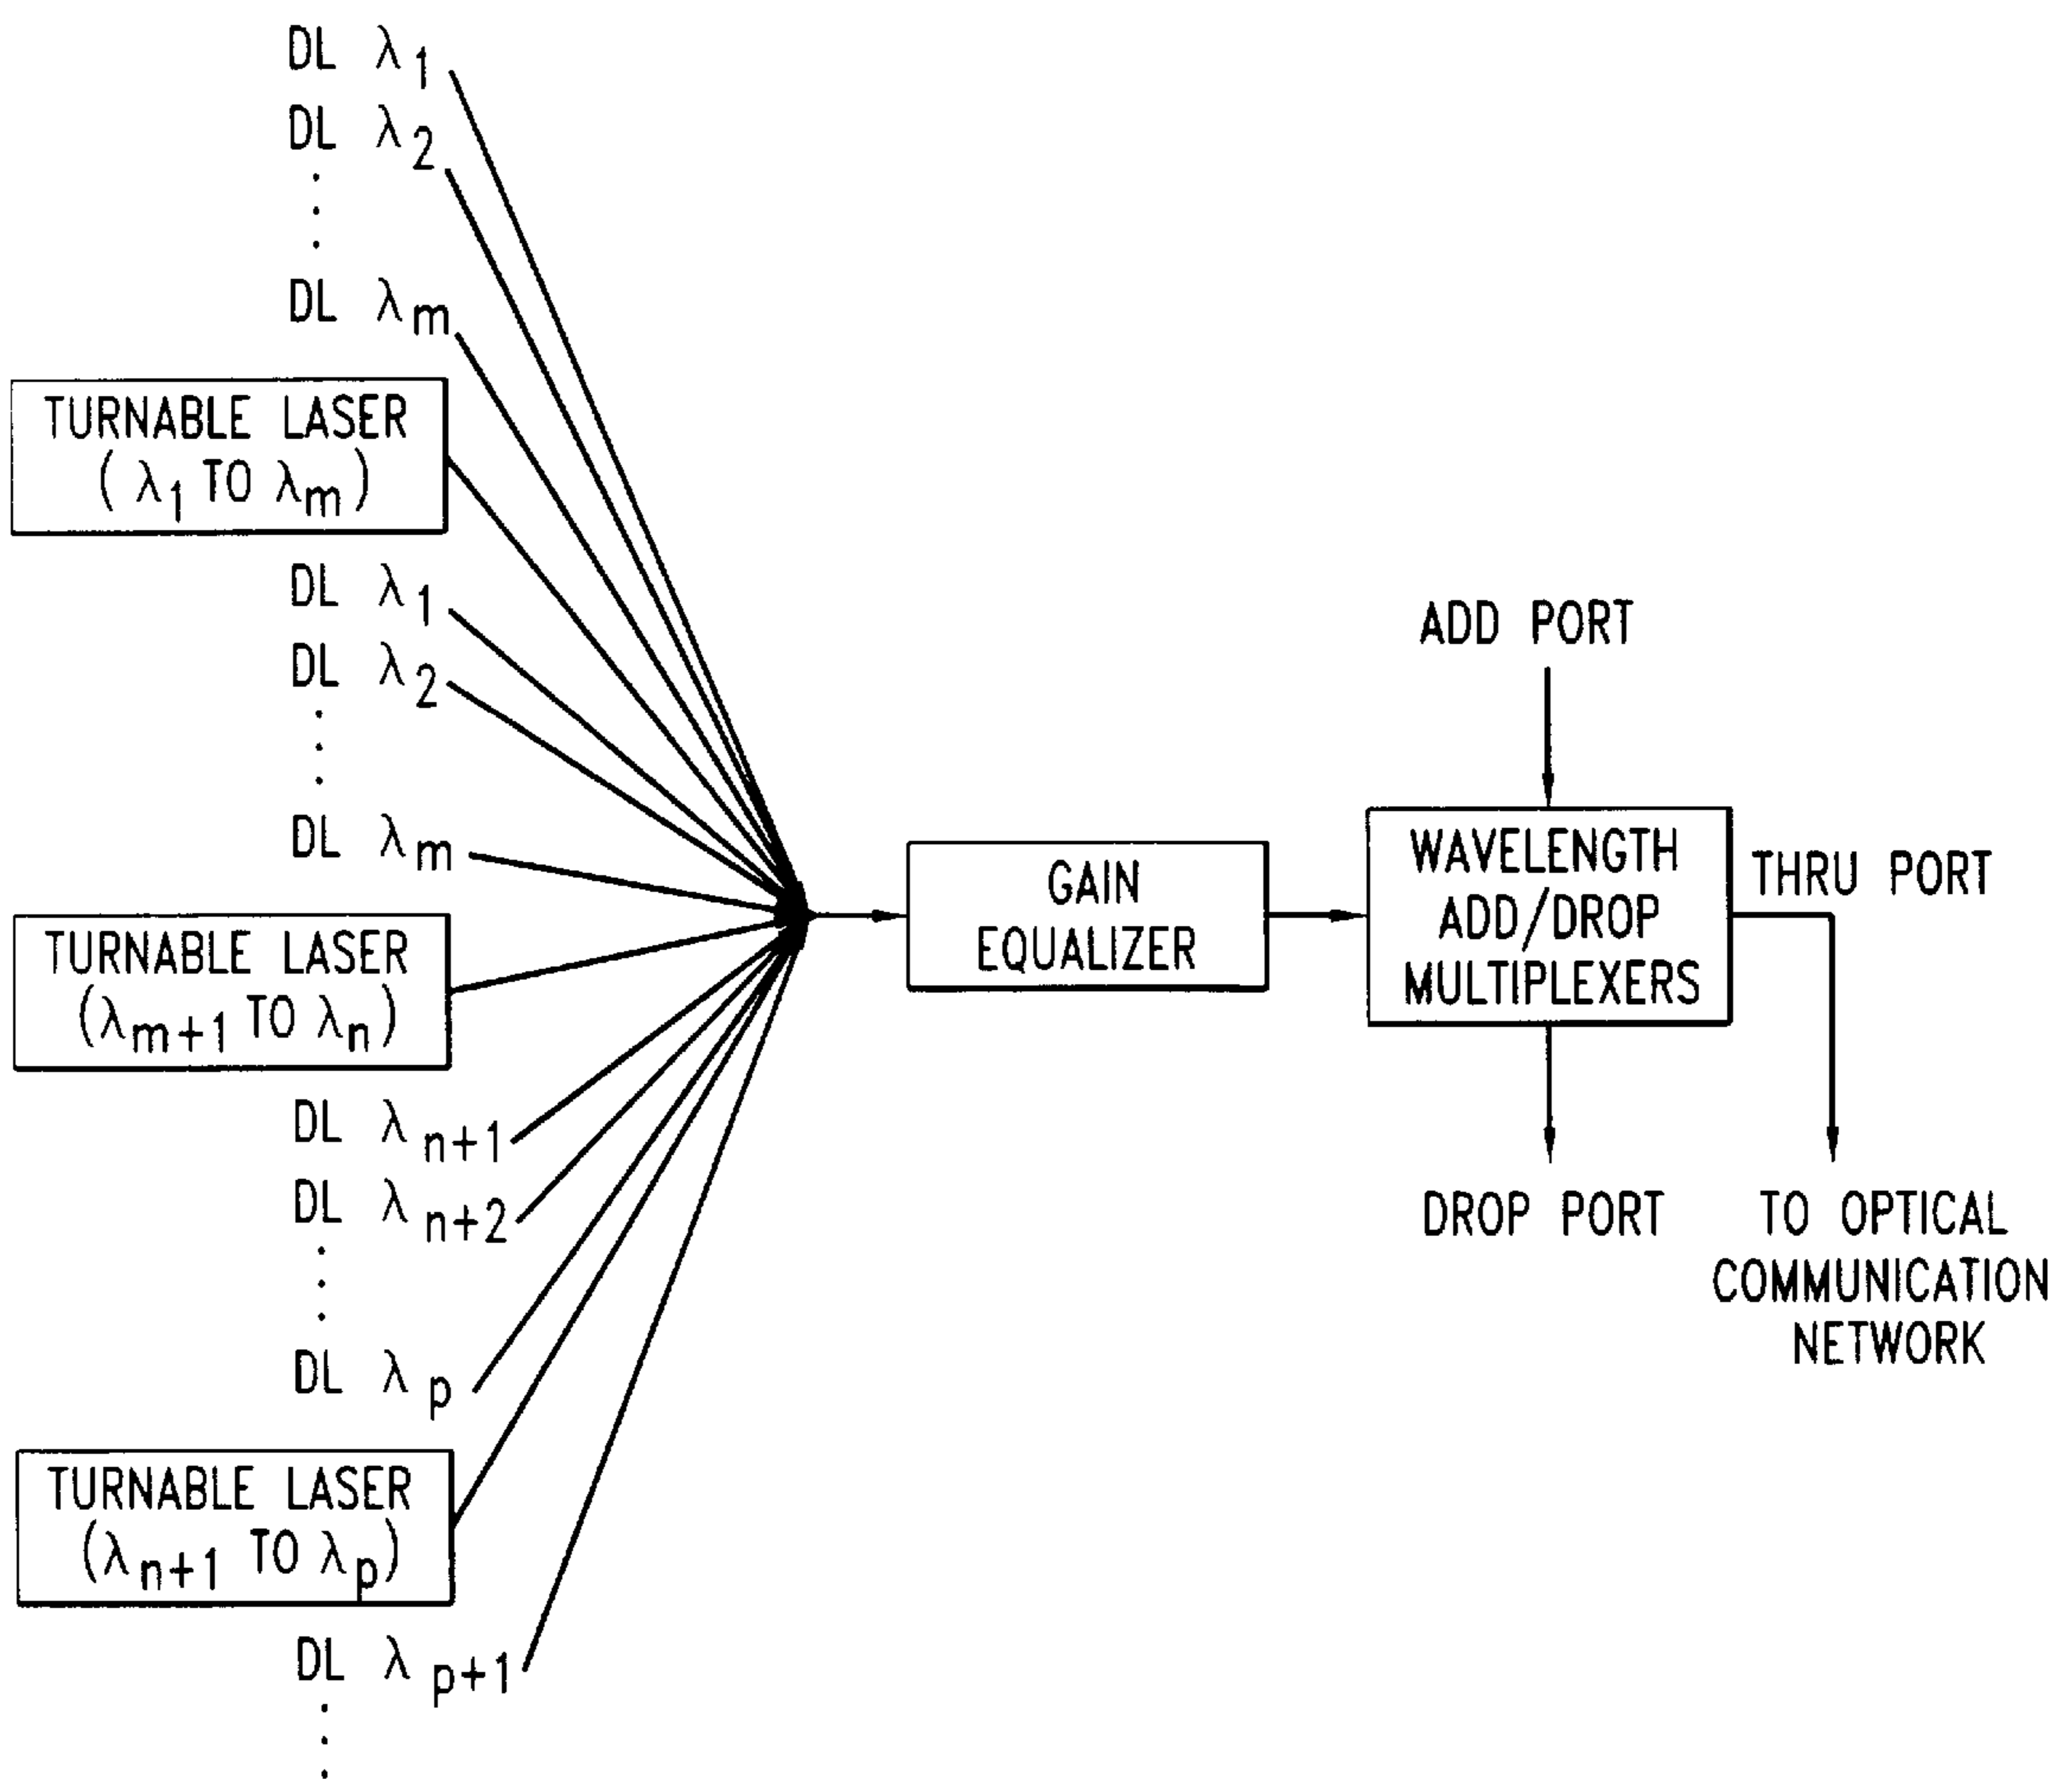 DL λ1
DL λ2
DL λm
TURNABLE LASER
(λ1 TO λm)
DL λ1
DL λ2
DL λm
TURNABLE LASER
(λm+1 TO λn)
DL λn+1
DL λn+2
DL λp
TURNABLE LASER
(λn+1 TO λp)
DL λp+1
GAIN
EQUALIZER
ADD PORT
WAVELENGTH
ADD/DROP
MULTIPLEXERS
THRU PORT
DROP PORT
TO OPTICAL
COMMUNICATION
NETWORK